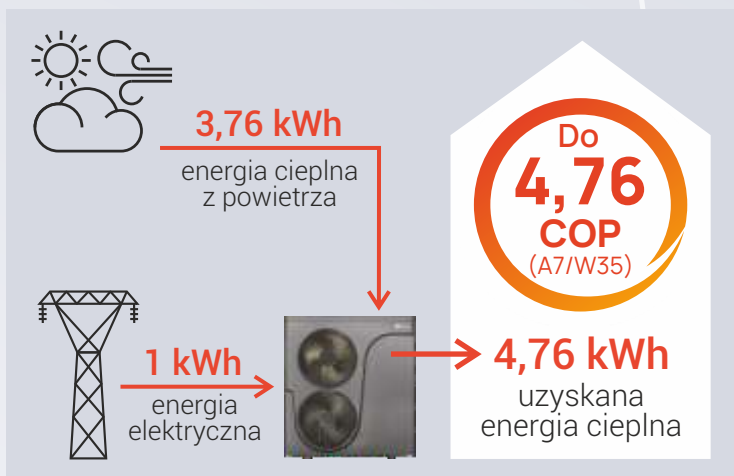 3,76 kWh
energia cieplna
z powietrza
Do
4,76
COP
(A7/W35)
1 kWh
energia
elektryczna
4,76 kWh
uzyskana
energia cieplna